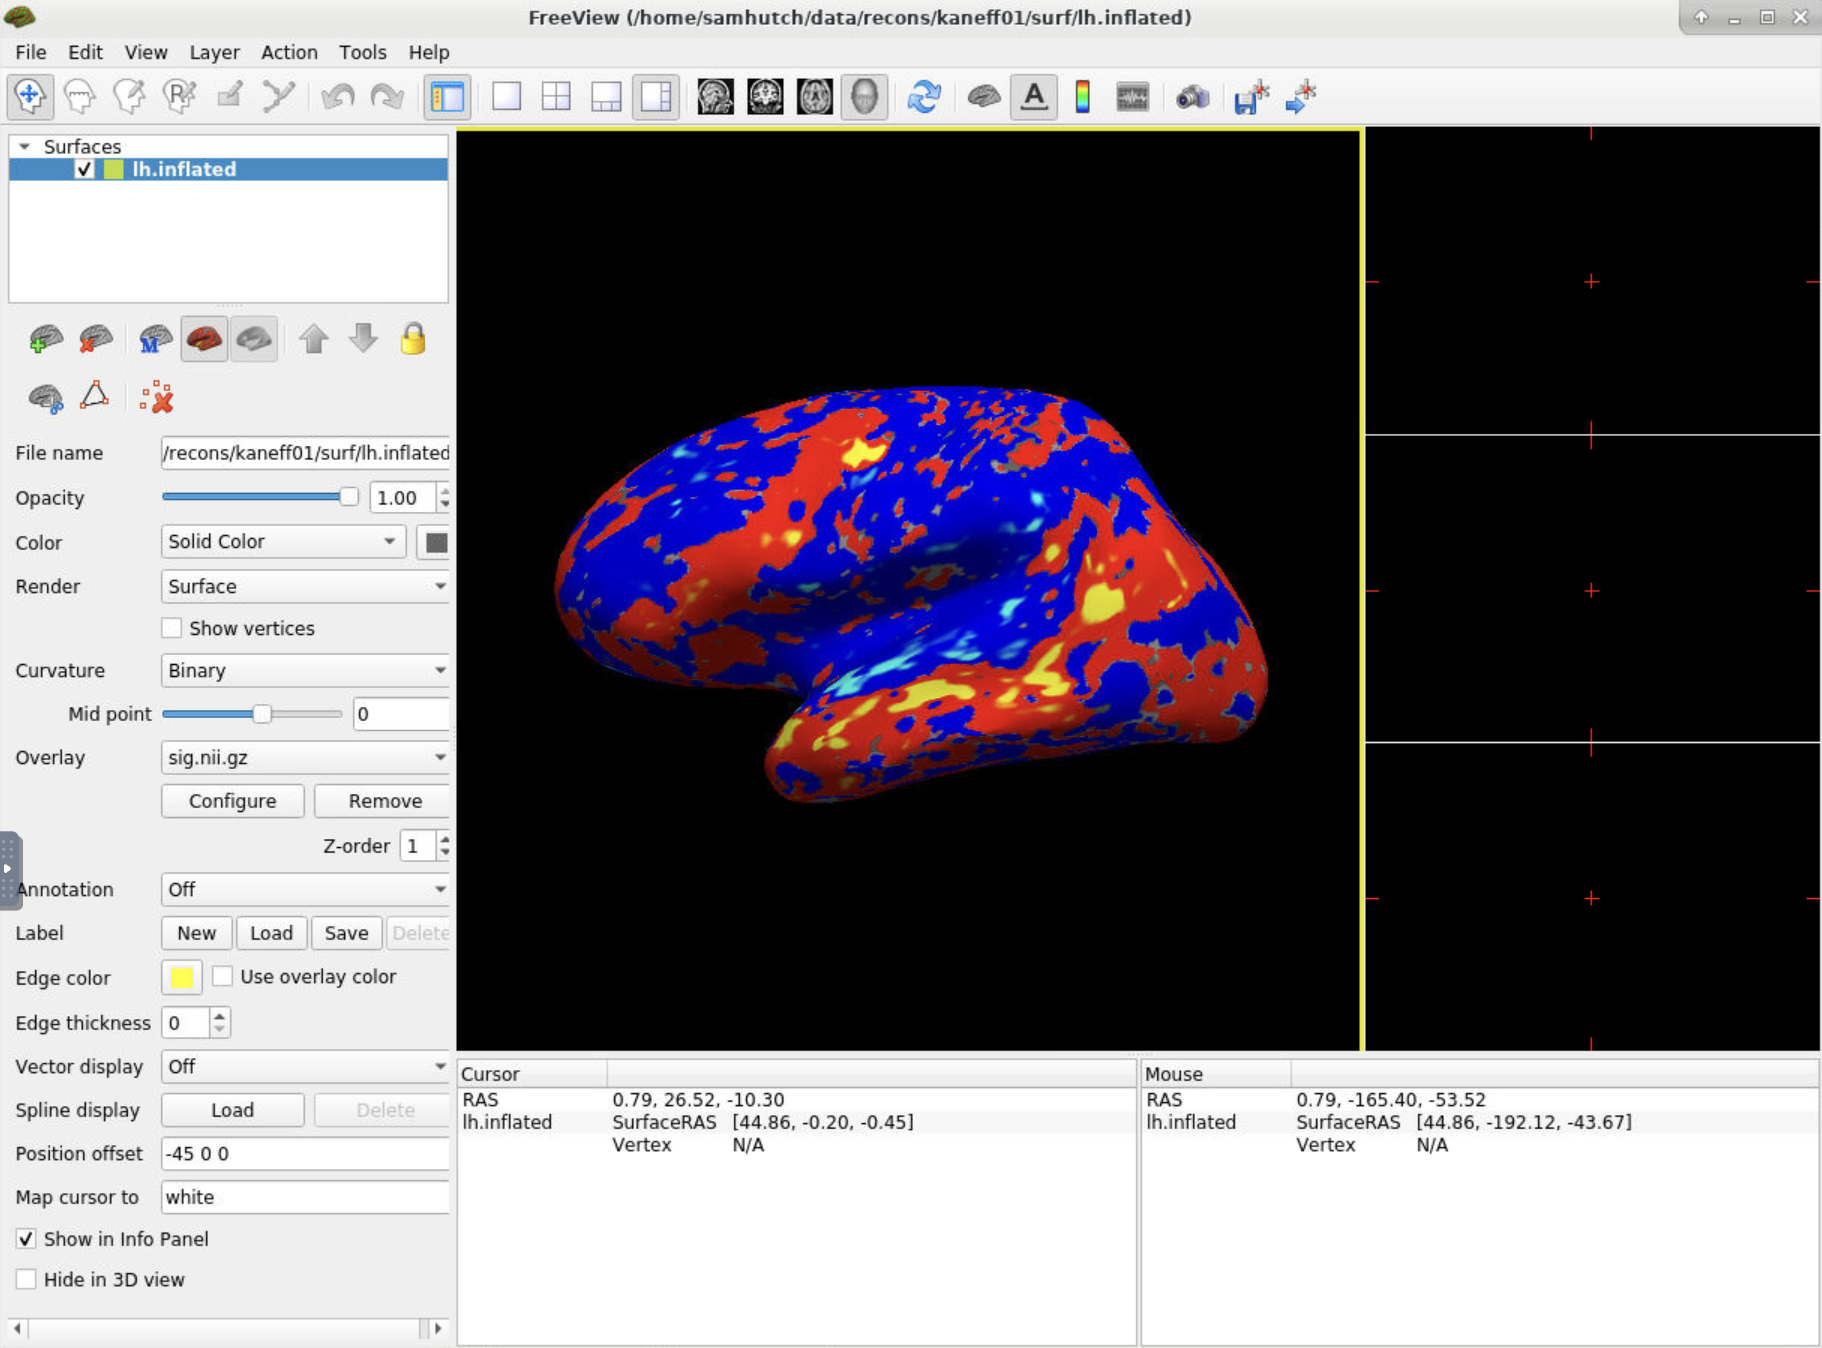 FreeView (/home/samhutch/data/recons/kaneff01/surf/lh.inflated)
File Edit View Layer Action Tools Help
Surfaces
lh.inflated
File name /recons/kaneff01/surf/lh.inflated
Opacity 1.00
Color Solid Color
Render Surface
Show vertices
Curvature Binary
Mid point 0
Overlay sig.nii.gz
Configure Remove
Z-order 1
Annotation Off
Label New Load Save Delete
Edge color Use overlay color
Edge thickness 0
Vector display Off
Spline display Load Delete
Position offset -45 0 0
Map cursor to white
Show in Info Panel
Hide in 3D view
Cursor
RAS 0.79, 26.52, -10.30
lh.inflated SurfaceRAS [44.86, -0.20, -0.45]
Vertex N/A
Mouse
RAS 0.79, -165.40, -53.52
lh.inflated SurfaceRAS [44.86, -192.12, -43.67]
Vertex N/A